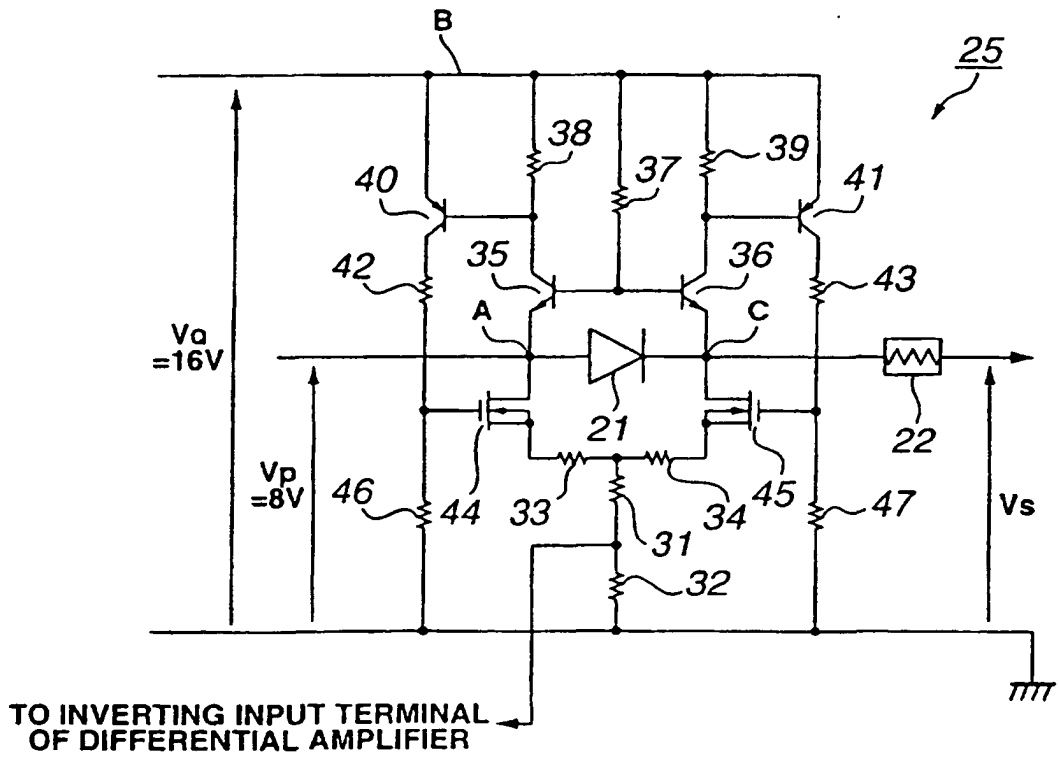 B
25
38
39
37
40
41
35
36
42
43
A
C
Va
=16V
21
22
Vp
=8V
46
44
33
34
45
47
Vs
31
32
TO INVERTING INPUT TERMINAL
OF DIFFERENTIAL AMPLIFIER